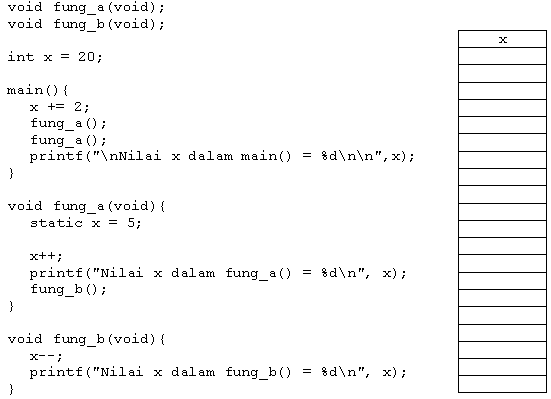 void fung_a(void);
void fung_b(void);
int x = 20;
main(){
x += 2;
fung_a();
fung_a();
printf("\nNilai x dalam main() = %d\n\n",x);
}
void fung_a(void){
static x = 5;
x++;
printf("Nilai x dalam fung_a() = %d\n", x);
fung_b();
}
void fung_b(void){
x--;
printf("Nilai x dalam fung_b() = %d\n", x);
}
x